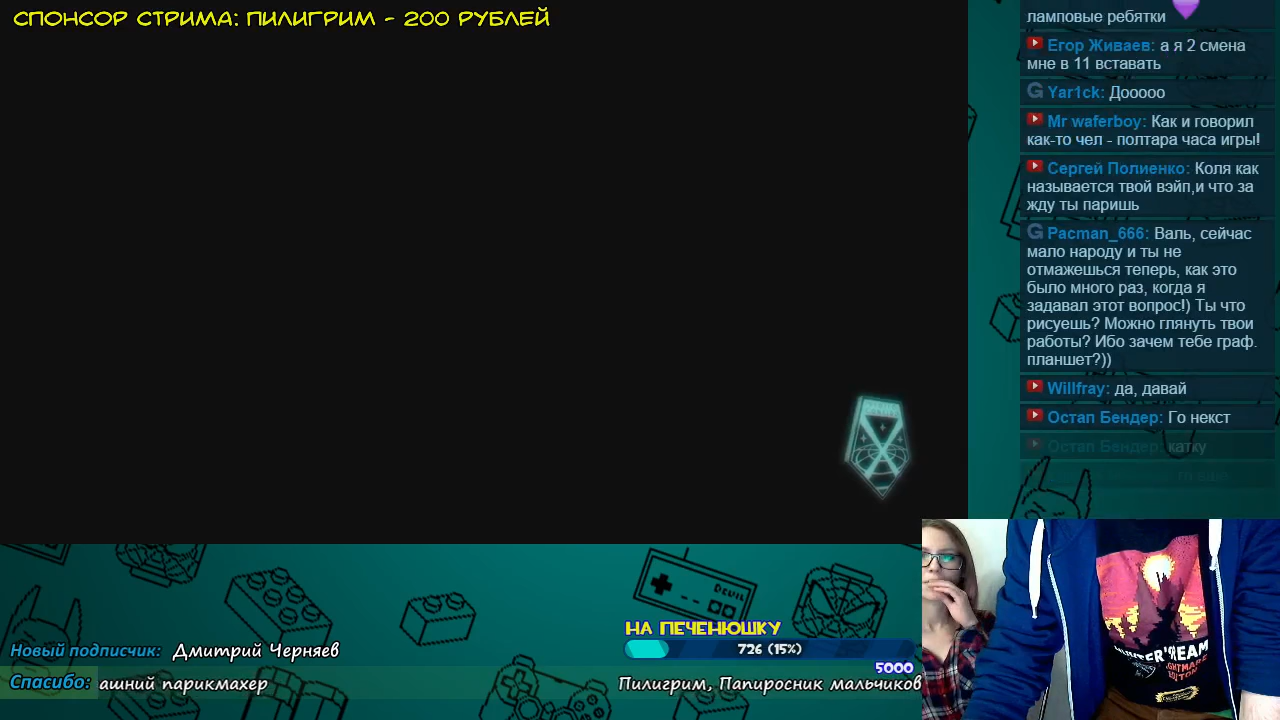 СПОНСОР СТРИМА: ПИЛИГРИМ - 200 РУБЛЕЙ
ламповые ребятки
Егор Живаев: а я 2 смена
мне в 11 вставать
Yar1ck: Дооооо
Mr waferboy: Как и говорил
как-то чел - полтара часа игры!
Сергей Полиенко: Коля как
называется твой вэйп,и что за
жду ты паришь
Pacman_666: Валь, сейчас
мало народу и ты не
отмажешься теперь, как это
было много раз, когда я
задавал этот вопрос!) Ты что
рисуешь? Можно глянуть твои
работы? Ибо зачем тебе граф.
планшет?))
Willfray: да, давай
Остап Бендер: Го некст
Остап Бендер: катку
DEVIL
НА ПЕЧЕНЮШКУ
726 (15%)
5000
Новый подписчик: Дмитрий Черняев
Спасибо: ашний парикмахер
Пилигрим, Папиросник мальчиков